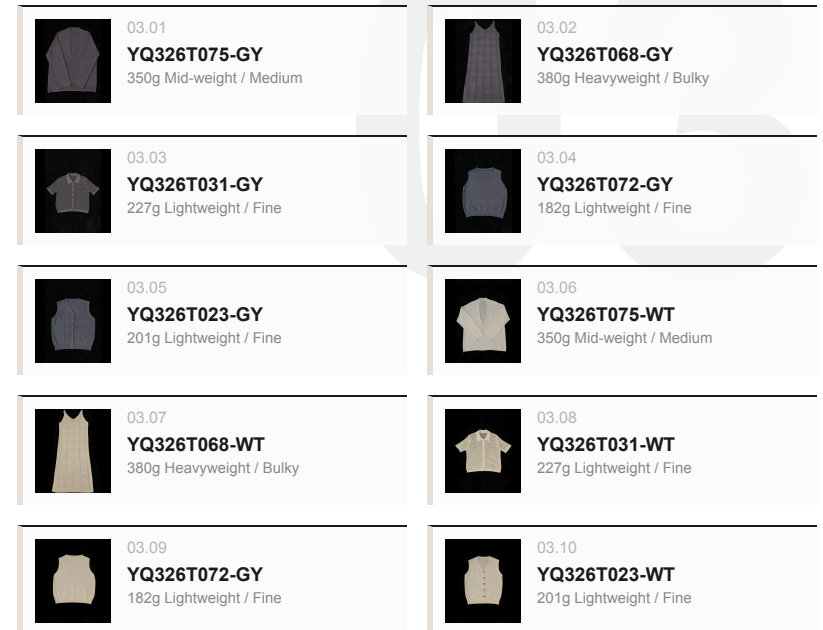 03.01
YQ326T075-GY
350g Mid-weight / Medium
03.02
YQ326T068-GY
380g Heavyweight / Bulky
03.03
YQ326T031-GY
227g Lightweight / Fine
03.04
YQ326T072-GY
182g Lightweight / Fine
03.05
YQ326T023-GY
201g Lightweight / Fine
03.06
YQ326T075-WT
350g Mid-weight / Medium
03.07
YQ326T068-WT
380g Heavyweight / Bulky
03.08
YQ326T031-WT
227g Lightweight / Fine
03.09
YQ326T072-GY
182g Lightweight / Fine
03.10
YQ326T023-WT
201g Lightweight / Fine